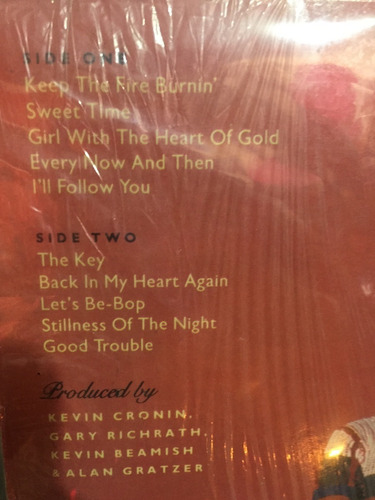 SIDE ONE
Keep The Fire Burnin'
Sweet Time
Girl With The Heart Of Gold
Every Now And Then
I'll Follow You
SIDE TWO
The Key
Back In My Heart Again
Let's Be-Bop
Stillness Of The Night
Good Trouble
Produced by
KEVIN CRONIN,
GARY RICHRATH,
KEVIN BEAMISH
& ALAN GRATZER